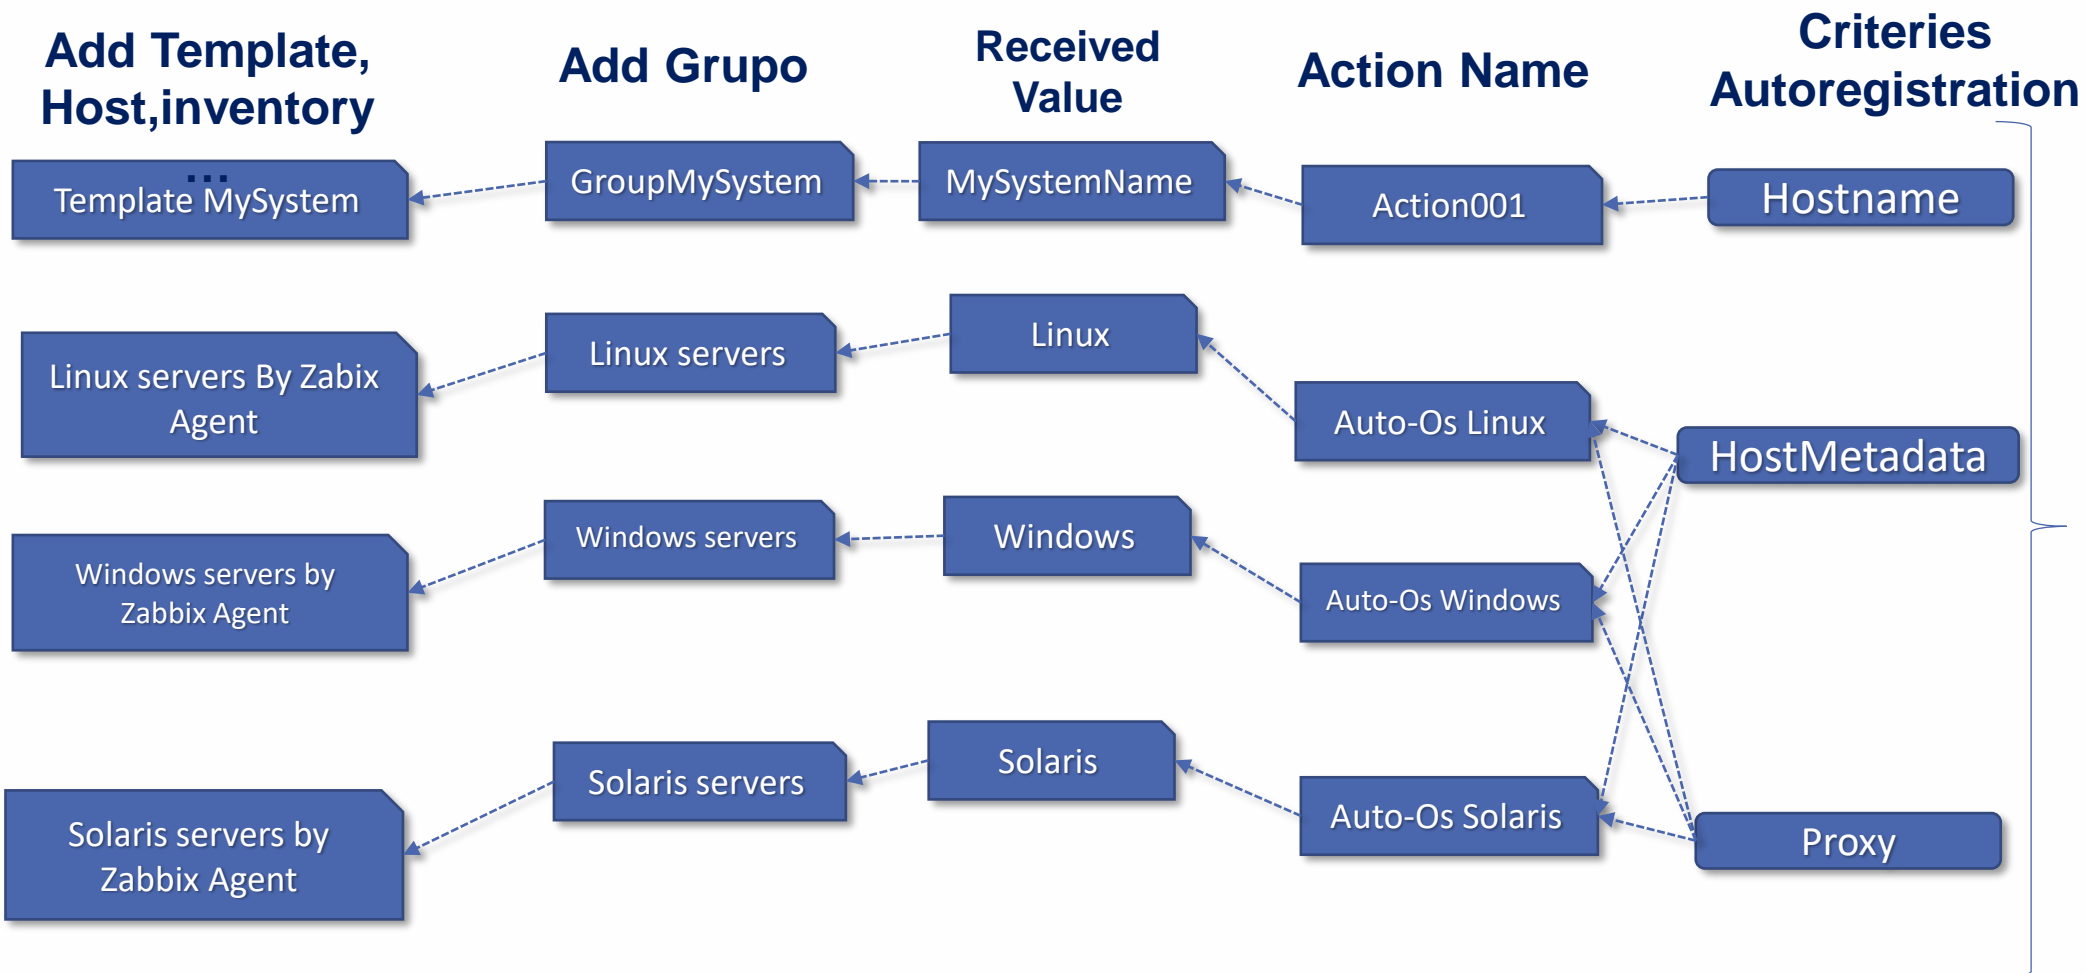 Add Template,
Host,inventory
...
Add Grupo
Received
Value
Action Name
Criteries
Autoregistration
Template MySystem
GroupMySystem
MySystemName
Action001
Hostname
Linux servers By Zabix
Agent
Linux servers
Linux
Auto-Os Linux
HostMetadata
Windows servers by
Zabbix Agent
Windows servers
Windows
Auto-Os Windows
Solaris servers by
Zabbix Agent
Solaris servers
Solaris
Auto-Os Solaris
Proxy